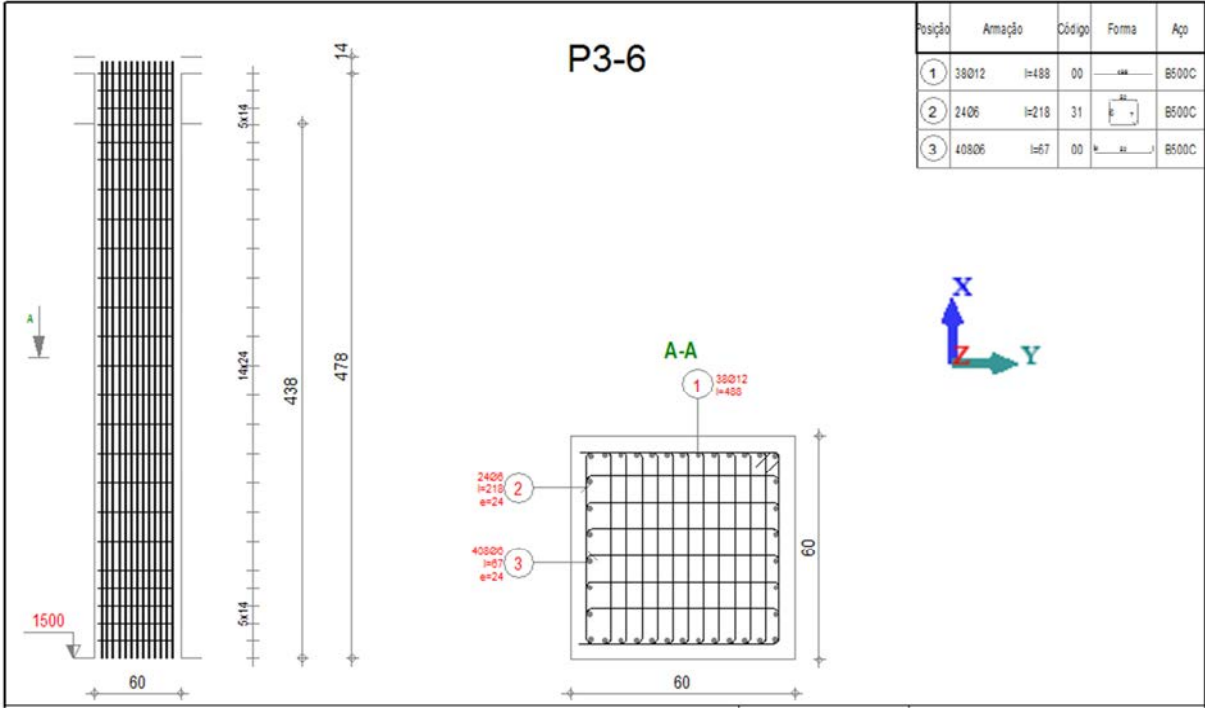 P3-6
Posição Armação Código Forma Aço
1 38Ø12 l=488 00 B500C
2 24Ø6 l=218 31 B500C
3 408Ø6 l=67 00 B500C
14
5x14
14x24
5x14
438
478
A
1500
60
X
Z
Y
A-A
1
38Ø12
l=488
24Ø6
l=218
e=24
2
408Ø6
l=67
e=24
3
60
60